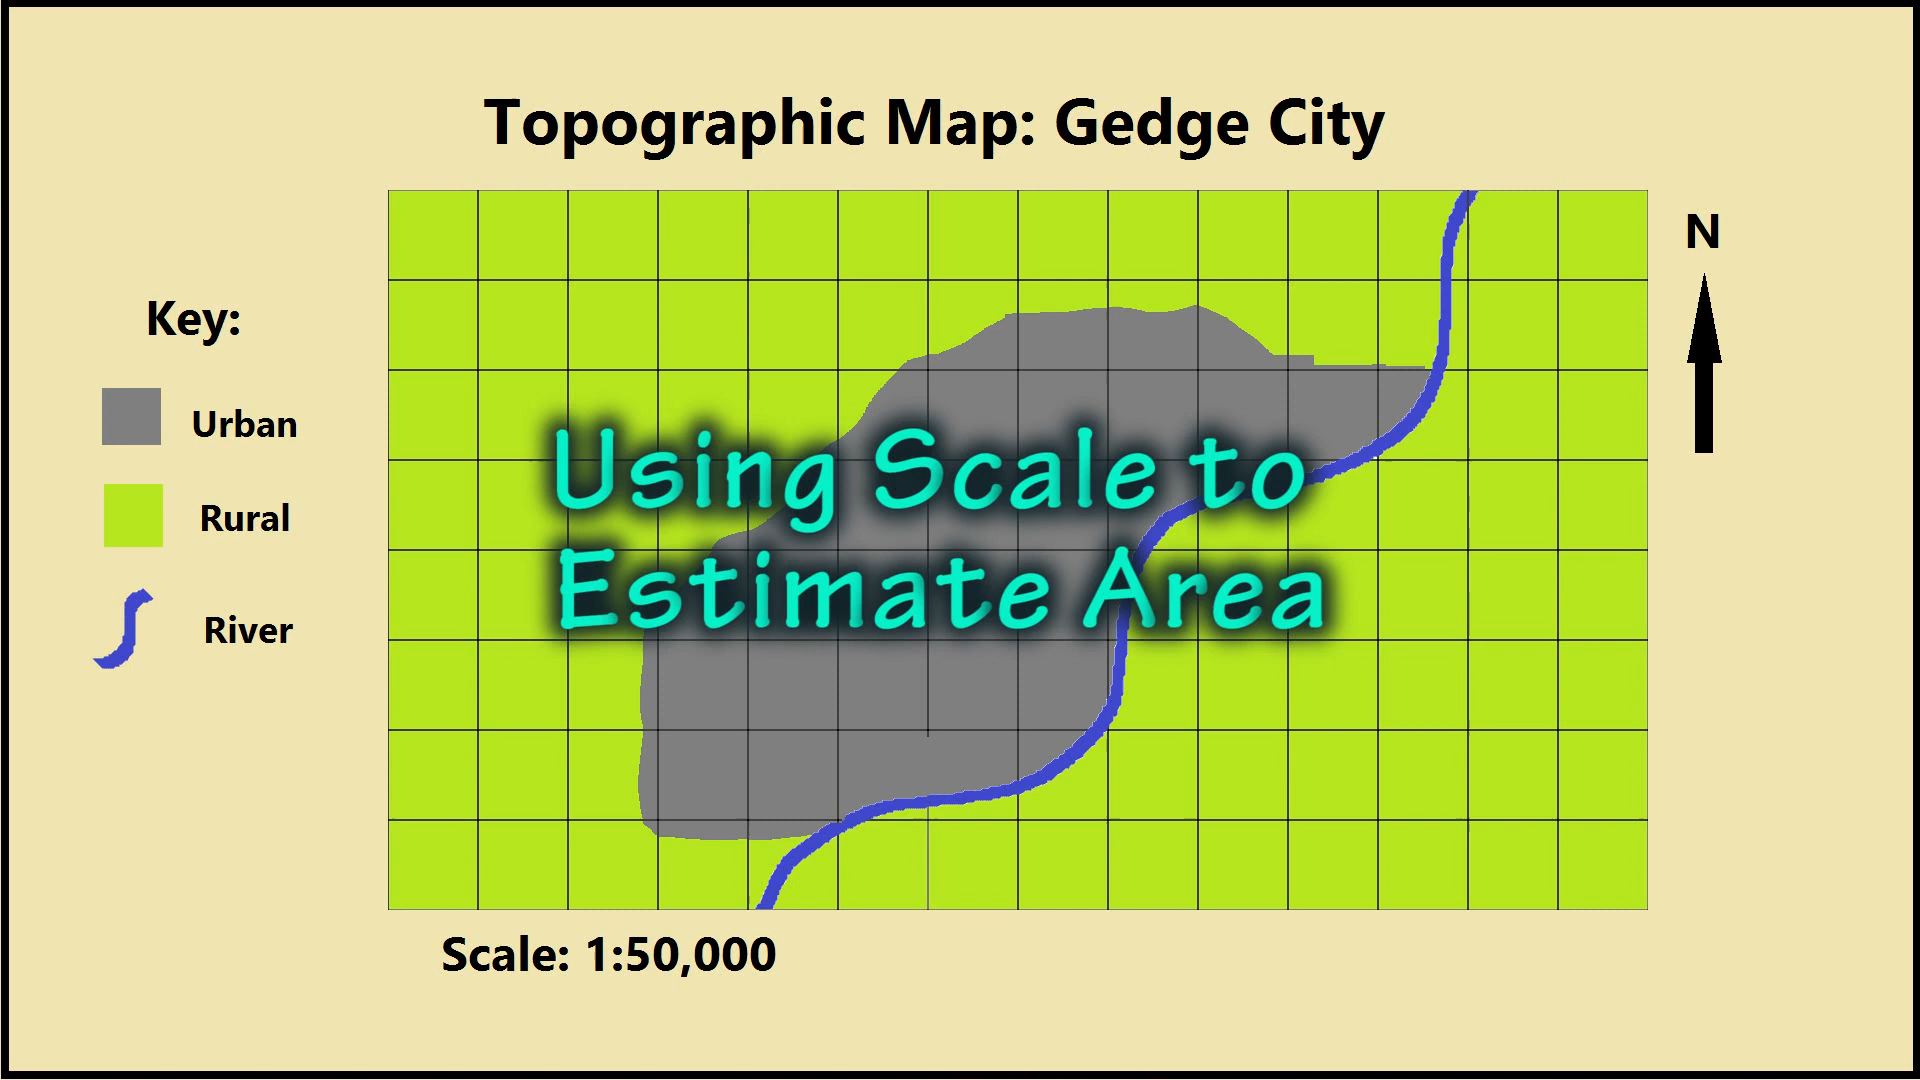 Topographic Map: Gedge City
N
Key:
Urban
Rural
River
Using Scale to
Estimate Area
Scale: 1:50,000